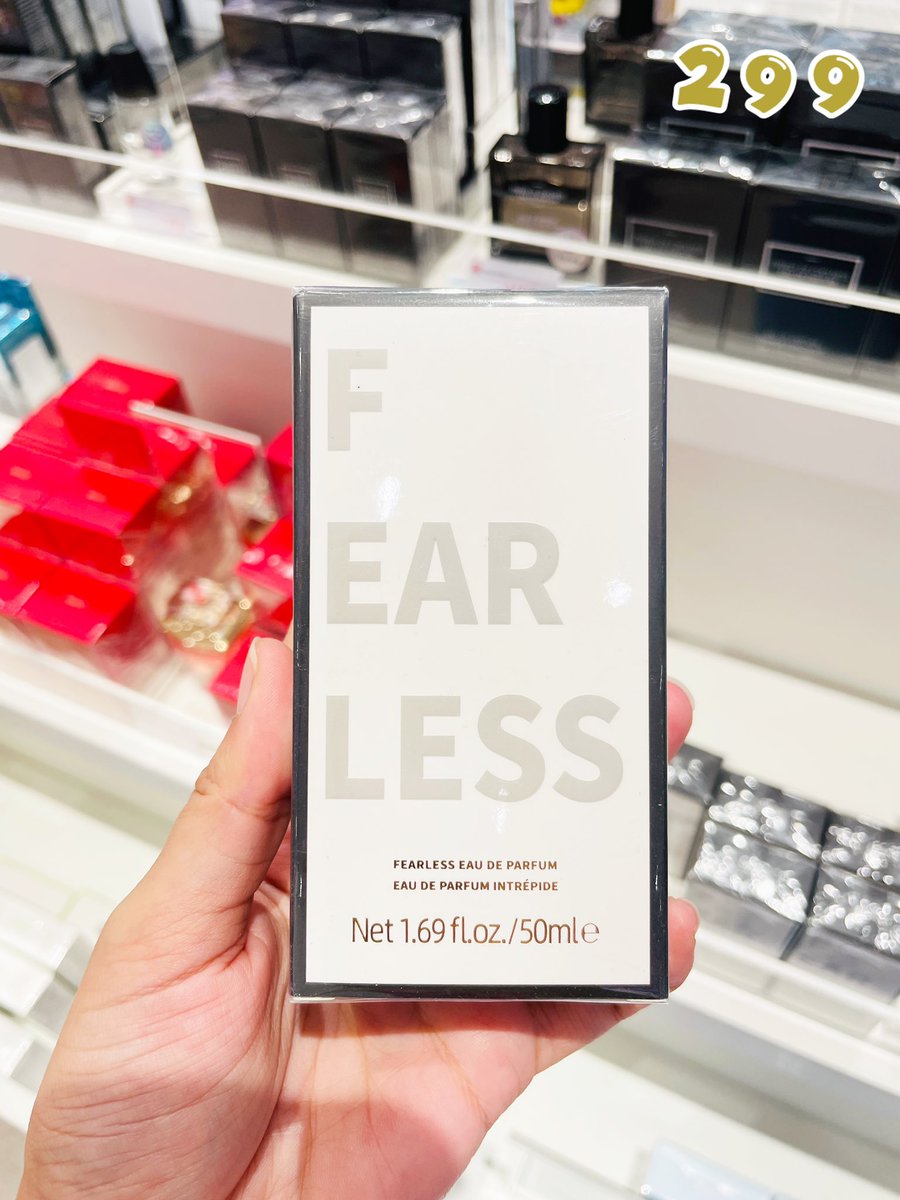 299
F
EAR
LESS
FEARLESS EAU DE PARFUM
EAU DE PARFUM INTRÉPIDE
Net 1.69 fl.oz./50ml℮